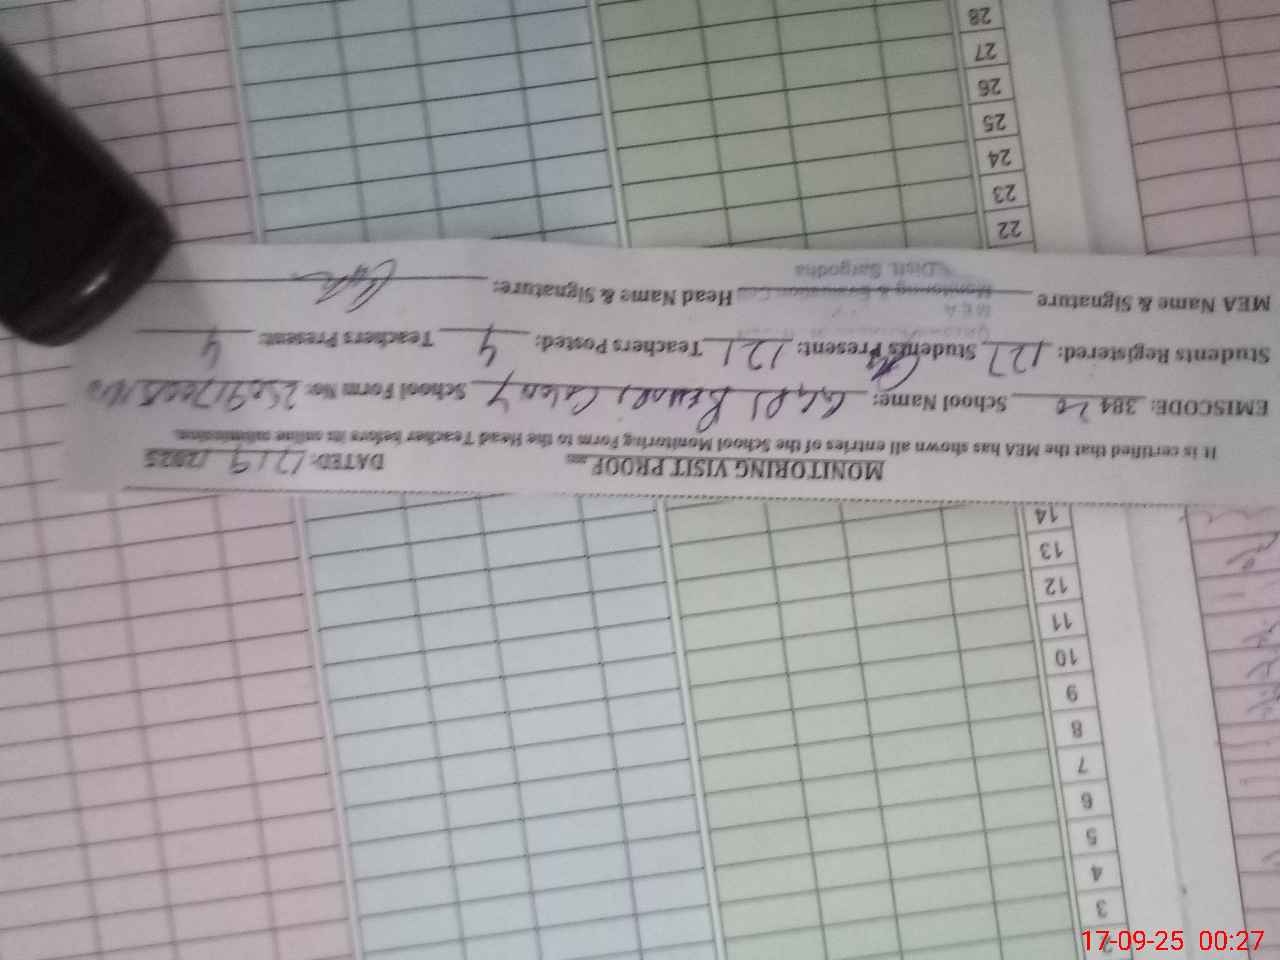 MONITORING VISIT PROOF DATED: 17/9/2025
It is certified that the MEA has shown all entries of the School Monitoring Form to the Head Teacher before its online submission.
EMISCODE: 384 School Name: School Form No:
Students Registered: 127 Students Present: 121 Teachers Posted: 4 Teachers Present: 4
M E A
Monitoring & Evaluation
Distt. Sargodha
MEA Name & Signature Head Name & Signature:
2
3
4
5
6
7
8
9
10
11
12
13
14
22
23
24
25
26
27
28
17-09-25 00:27